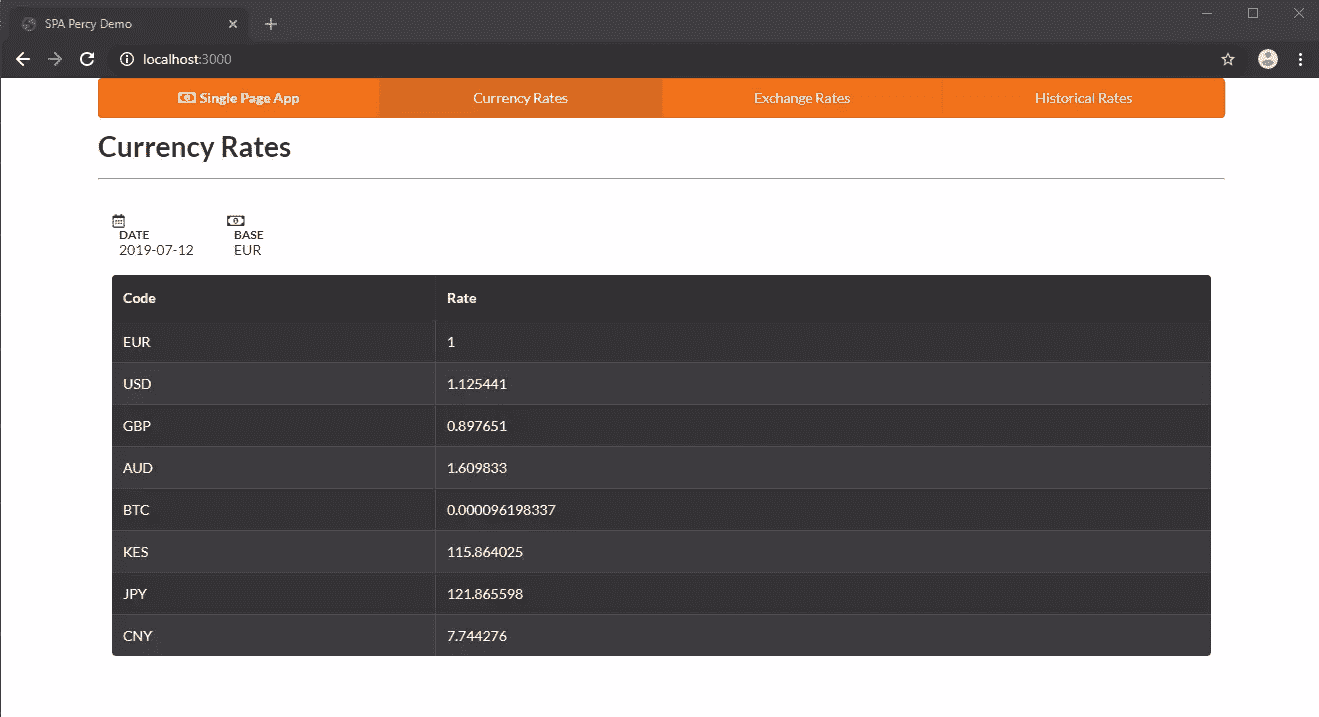 SPA Percy Demo
localhost:3000
Single Page App Currency Rates Exchange Rates Historical Rates
Currency Rates
DATE BASE
2019-07-12 EUR
Code Rate
EUR 1
USD 1.125441
GBP 0.897651
AUD 1.609833
BTC 0.000096198337
KES 115.864025
JPY 121.865598
CNY 7.744276